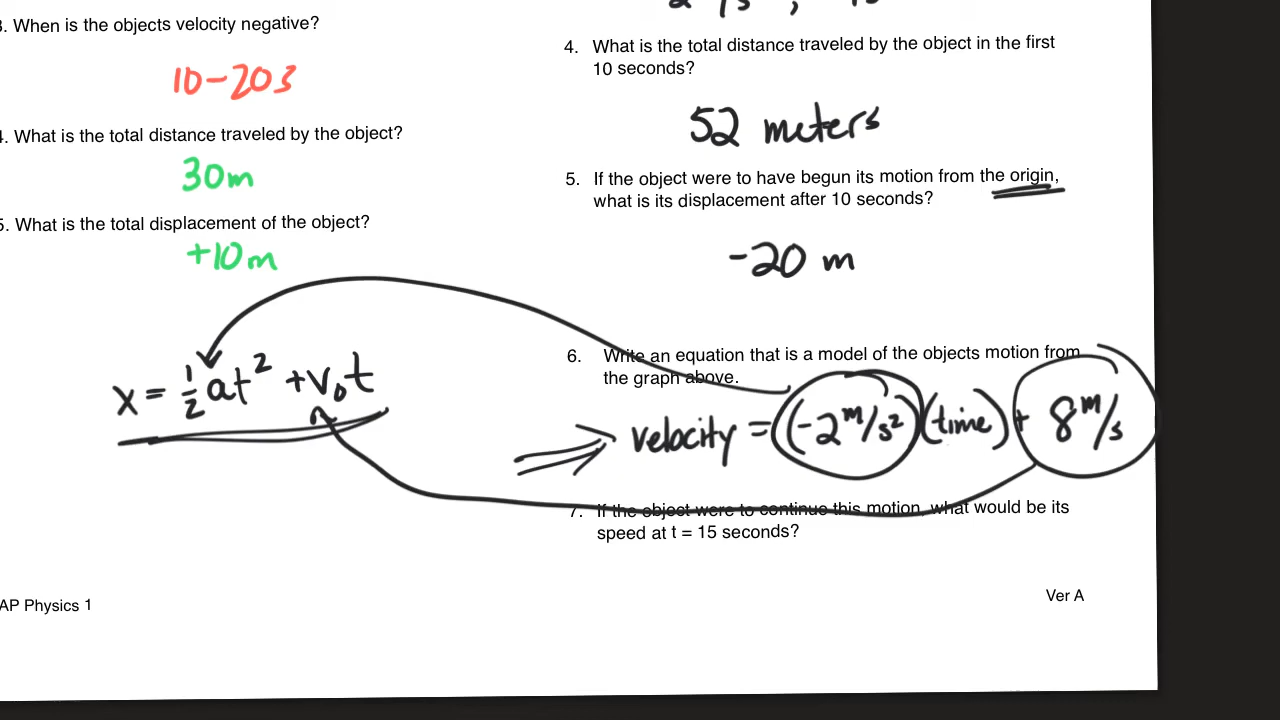 3. When is the objects velocity negative?
10-20s
4. What is the total distance traveled by the object?
30m
5. What is the total displacement of the object?
+10m
x = 1/2 at² + v₀t
AP Physics 1
4. What is the total distance traveled by the object in the first
10 seconds?
52 meters
5. If the object were to have begun its motion from the origin,
what is its displacement after 10 seconds?
-20 m
6. Write an equation that is a model of the objects motion from
the graph above.
velocity = (-2 m/s²)(time) + 8 m/s
7. If the object were to continue this motion, what would be its
speed at t = 15 seconds?
Ver A